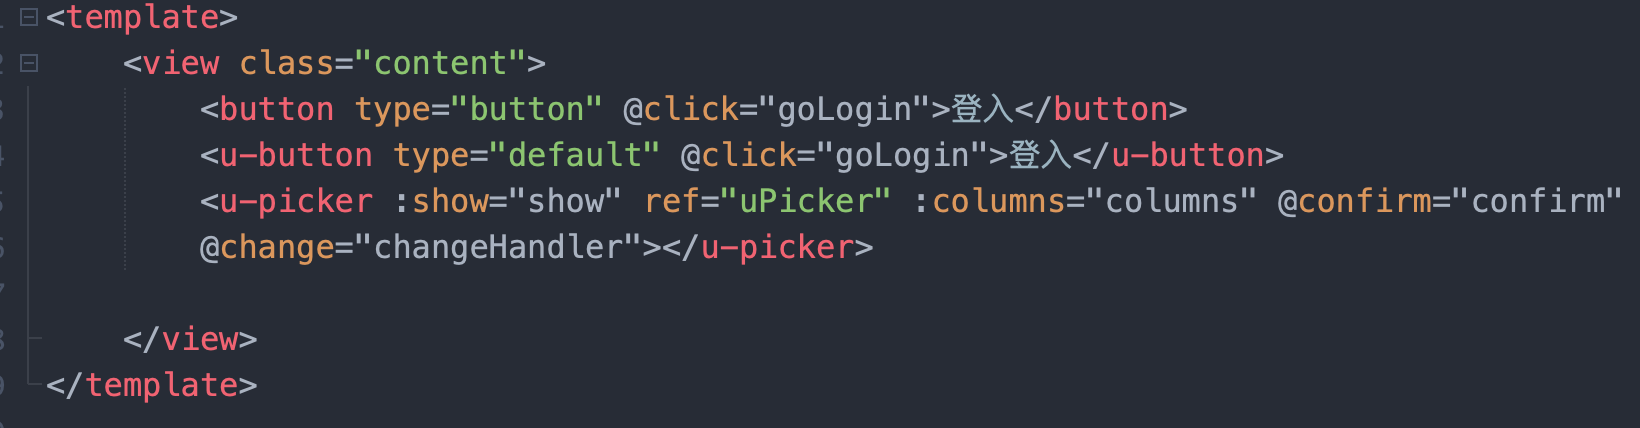 <template>
<view class="content">
<button type="button" @click="goLogin">登入</button>
<u-button type="default" @click="goLogin">登入</u-button>
<u-picker :show="show" ref="uPicker" :columns="columns" @confirm="confirm"
@change="changeHandler"></u-picker>
</view>
</template>